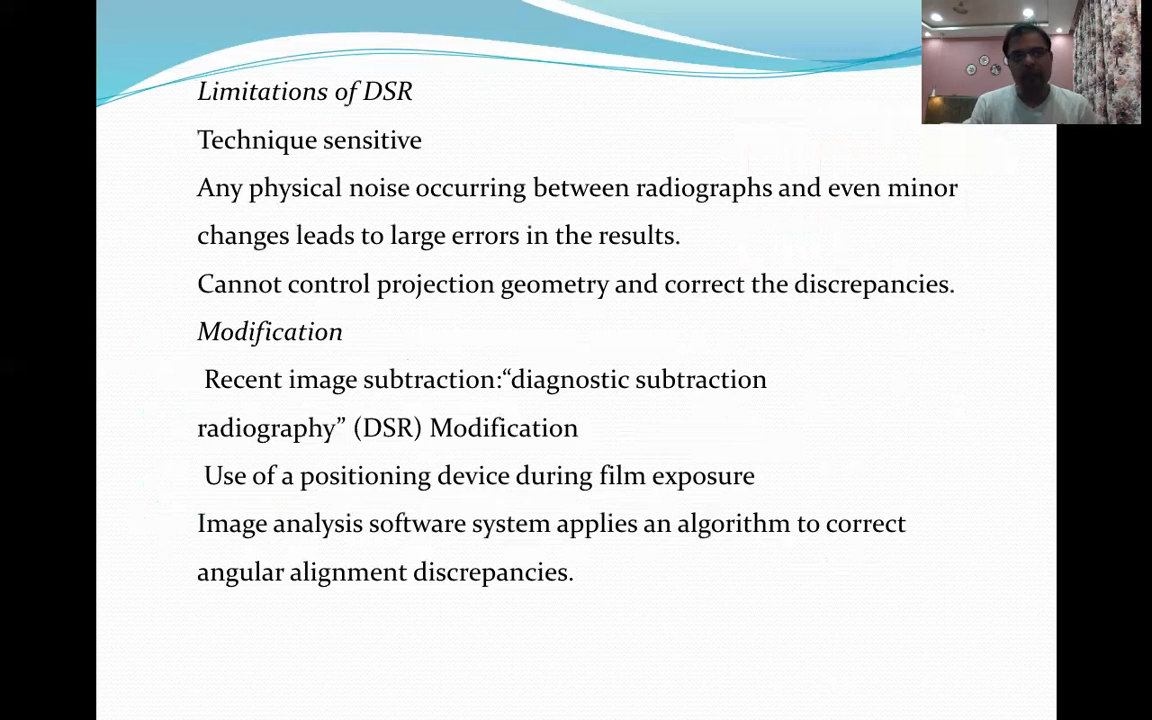 Limitations of DSR
Technique sensitive
Any physical noise occurring between radiographs and even minor
changes leads to large errors in the results.
Cannot control projection geometry and correct the discrepancies.
Modification
Recent image subtraction:“diagnostic subtraction
radiography” (DSR) Modification
Use of a positioning device during film exposure
Image analysis software system applies an algorithm to correct
angular alignment discrepancies.